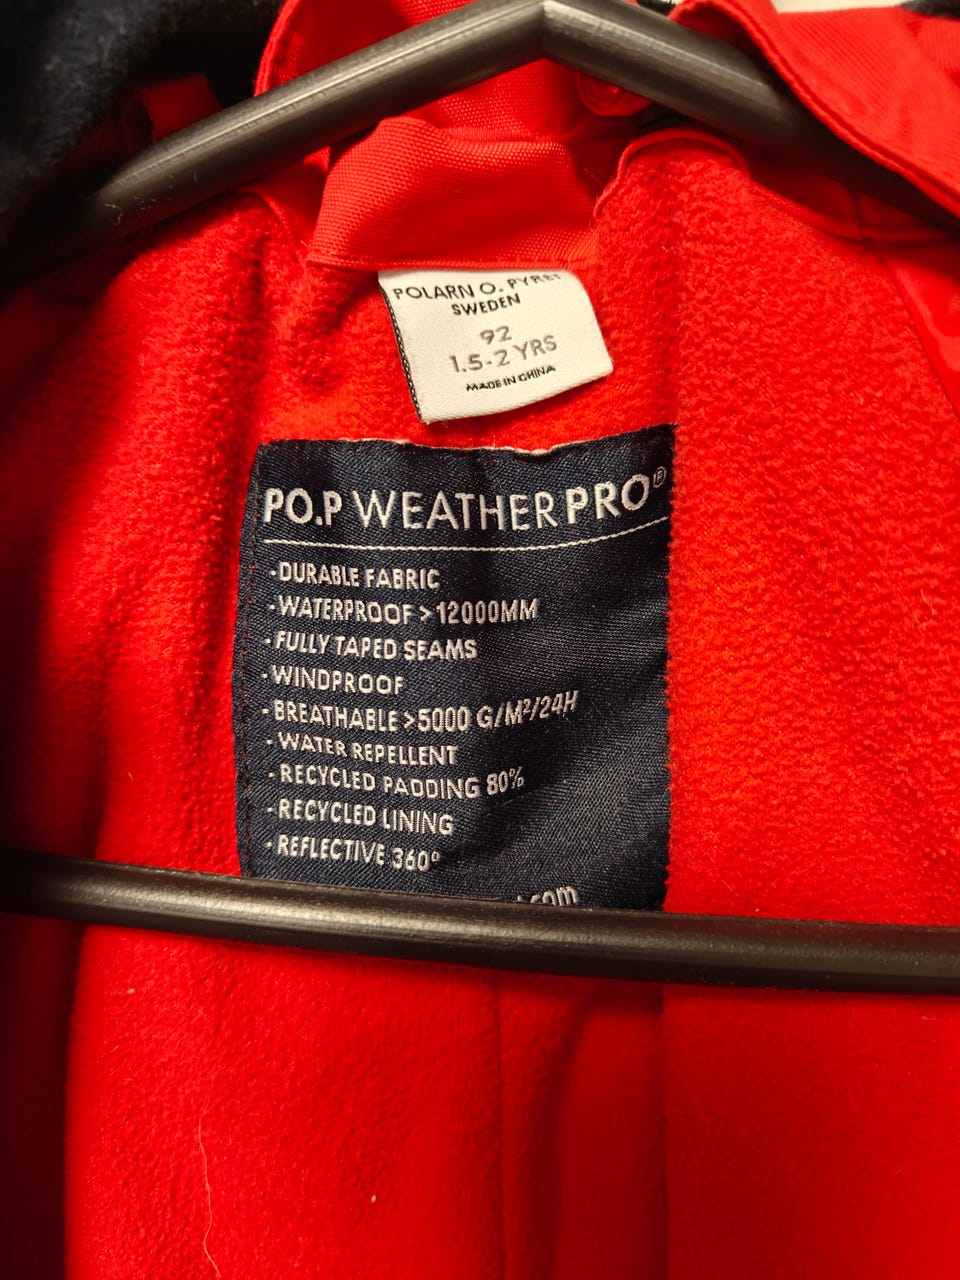 POLARN O. PYRET
SWEDEN
92
1.5-2 YRS
MADE IN CHINA
PO.P WEATHER PRO®
-DURABLE FABRIC
-WATERPROOF >12000MM
-FULLY TAPED SEAMS
-WINDPROOF
-BREATHABLE >5000 G/M²/24H
-WATER REPELLENT
-RECYCLED PADDING 80%
-RECYCLED LINING
-REFLECTIVE 360°